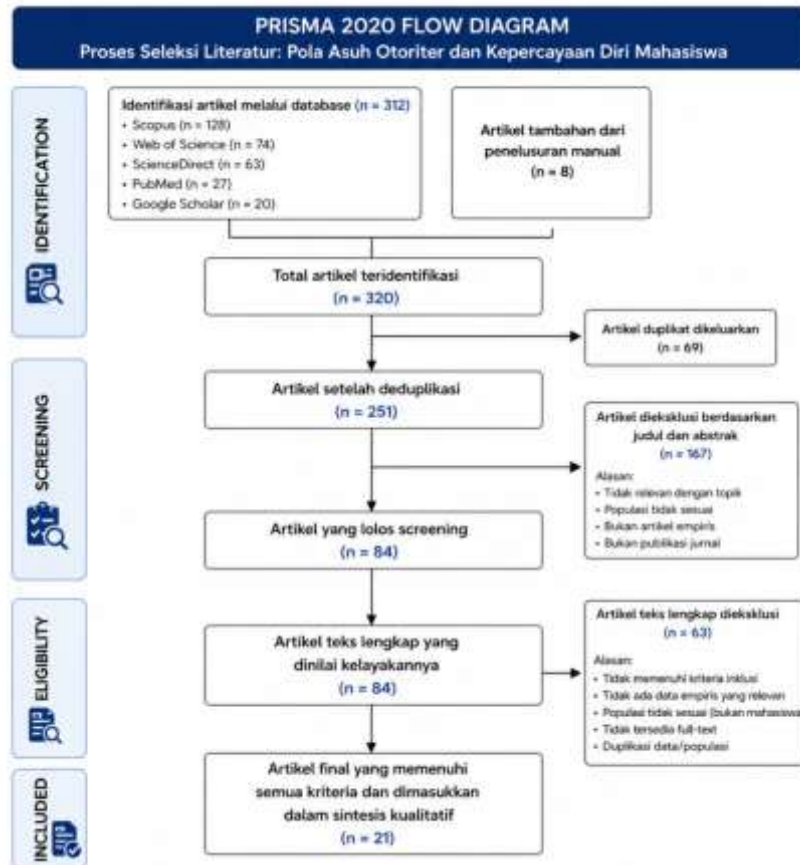 PRISMA 2020 FLOW DIAGRAM
Proses Seleksi Literatur: Pola Asuh Otoriter dan Kepercayaan Diri Mahasiswa
IDENTIFICATION
Identifikasi artikel melalui database (n = 312)
• Scopus (n = 128)
• Web of Science (n = 74)
• ScienceDirect (n = 63)
• PubMed (n = 27)
• Google Scholar (n = 20)
Artikel tambahan dari
penelusuran manual
(n = 8)
Total artikel teridentifikasi
(n = 320)
Artikel duplikat dikeluarkan
(n = 69)
SCREENING
Artikel setelah deduplikasi
(n = 251)
Artikel dieksklusi berdasarkan
judul dan abstrak
(n = 167)
Alasan:
• Tidak relevan dengan topik
• Populasi tidak sesuai
• Bukan artikel empiris
• Bukan publikasi jurnal
Artikel yang lolos screening
(n = 84)
ELIGIBILITY
Artikel teks lengkap yang
dinilai kelayakannya
(n = 84)
Artikel teks lengkap dieksklusi
(n = 63)
Alasan:
• Tidak memenuhi kriteria inklusi
• Tidak ada data empiris yang relevan
• Populasi tidak sesuai (bukan mahasiswa
• Tidak tersedia full-text
• Duplikasi data/populasi
INCLUDED
Artikel final yang memenuhi
semua kriteria dan dimasukkan
dalam sintesis kualitatif
(n = 21)